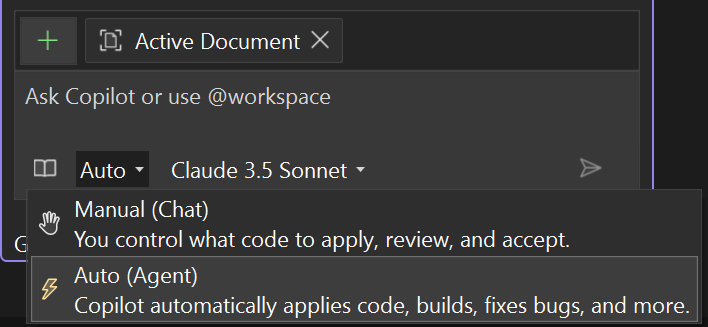 Active Document
Ask Copilot or use @workspace
Auto Claude 3.5 Sonnet
Manual (Chat)
You control what code to apply, review, and accept.
G
Auto (Agent)
Copilot automatically applies code, builds, fixes bugs, and more.